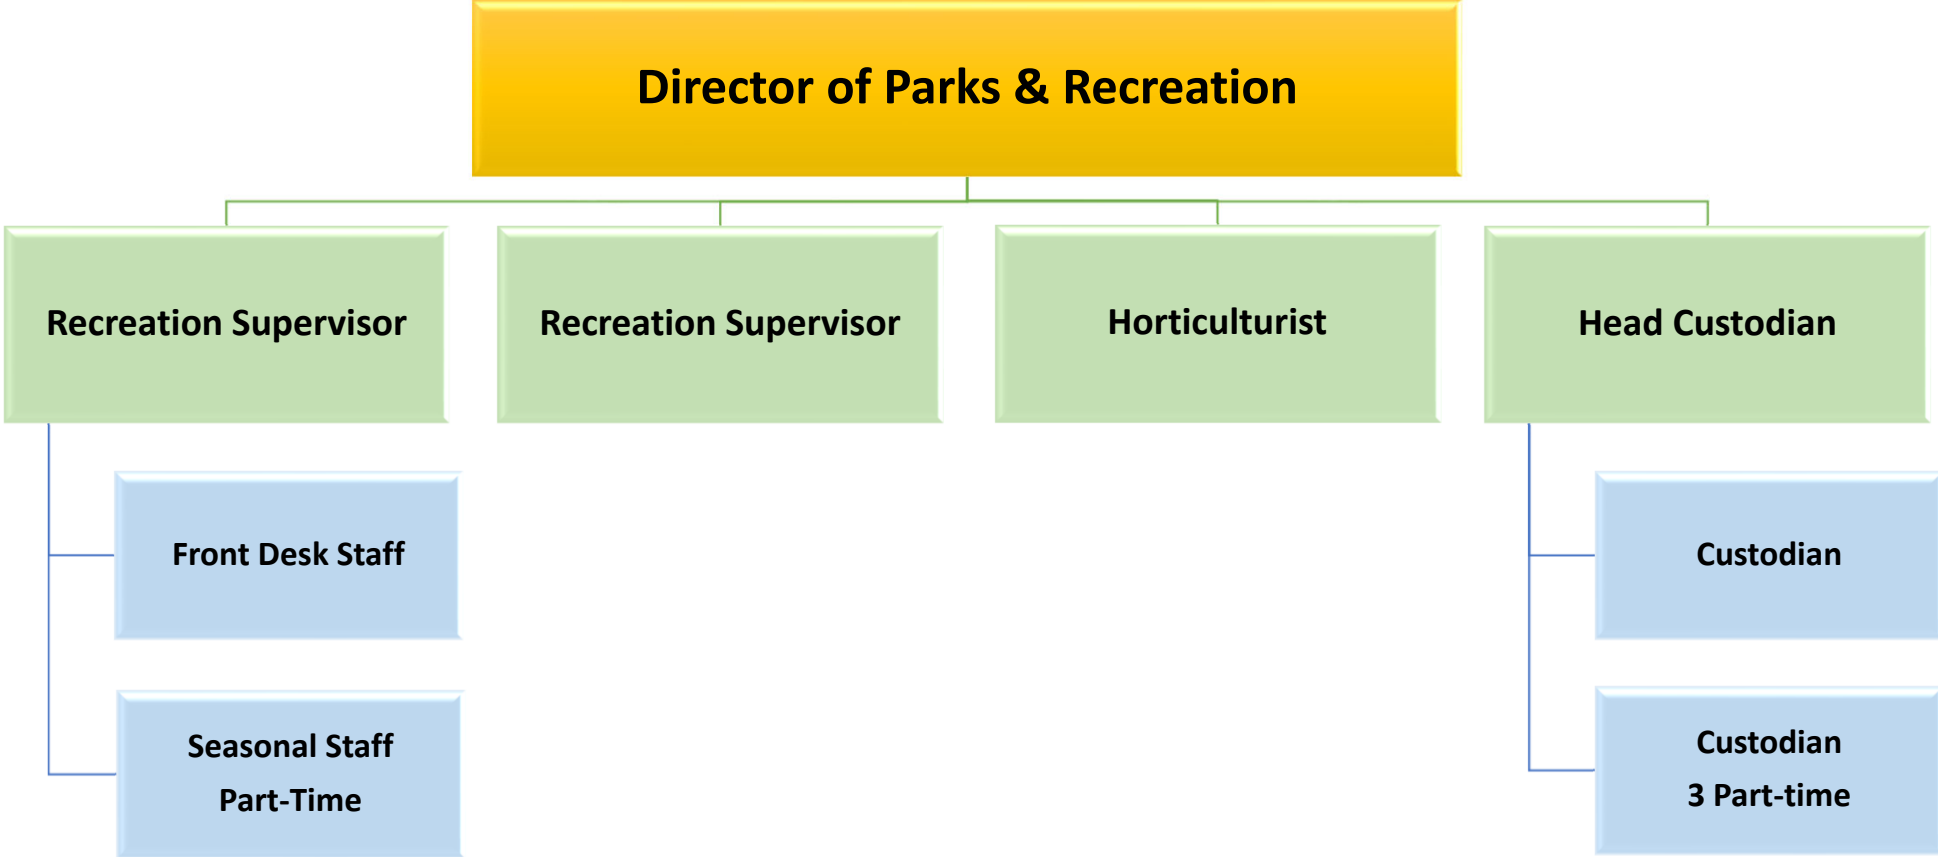 Director of Parks & Recreation
Recreation Supervisor
Recreation Supervisor
Horticulturist
Head Custodian
Front Desk Staff
Custodian
Seasonal Staff
Part-Time
Custodian
3 Part-time